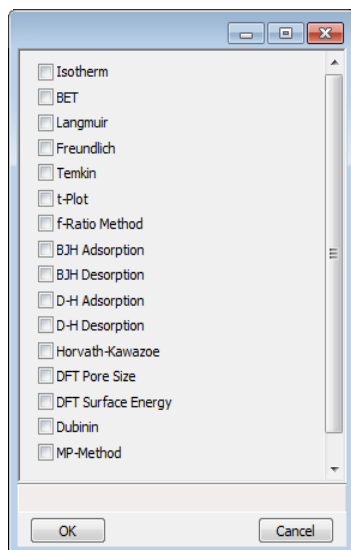 Isotherm
BET
Langmuir
Freundlich
Temkin
t-Plot
f-Ratio Method
BJH Adsorption
BJH Desorption
D-H Adsorption
D-H Desorption
Horvath-Kawazoe
DFT Pore Size
DFT Surface Energy
Dubinin
MP-Method
OK Cancel